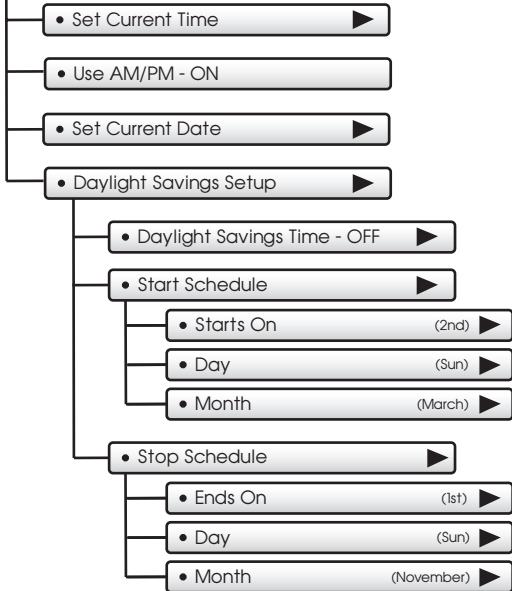 • Set Current Time
• Use AM/PM - ON
• Set Current Date
• Daylight Savings Setup
• Daylight Savings Time - OFF
• Start Schedule
• Starts On (2nd)
• Day (Sun)
• Month (March)
• Stop Schedule
• Ends On (1st)
• Day (Sun)
• Month (November)